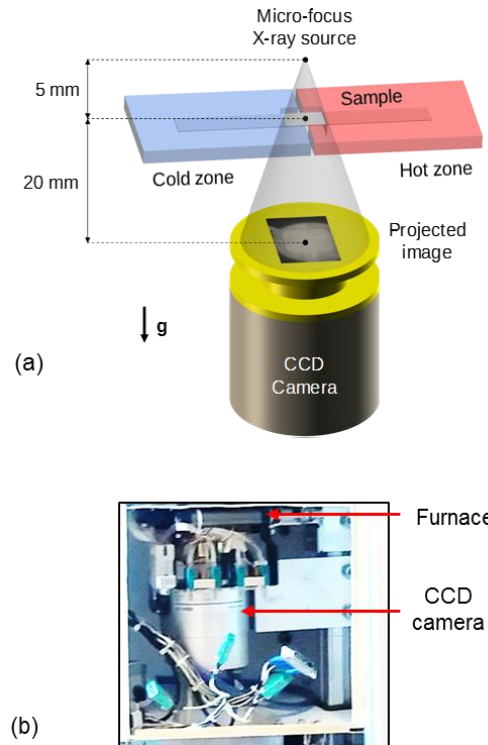 Micro-focus
X-ray source
5 mm
Sample
20 mm
Cold zone
Hot zone
Projected
image
g
(a)
CCD
Camera
Furnace
CCD
camera
(b)